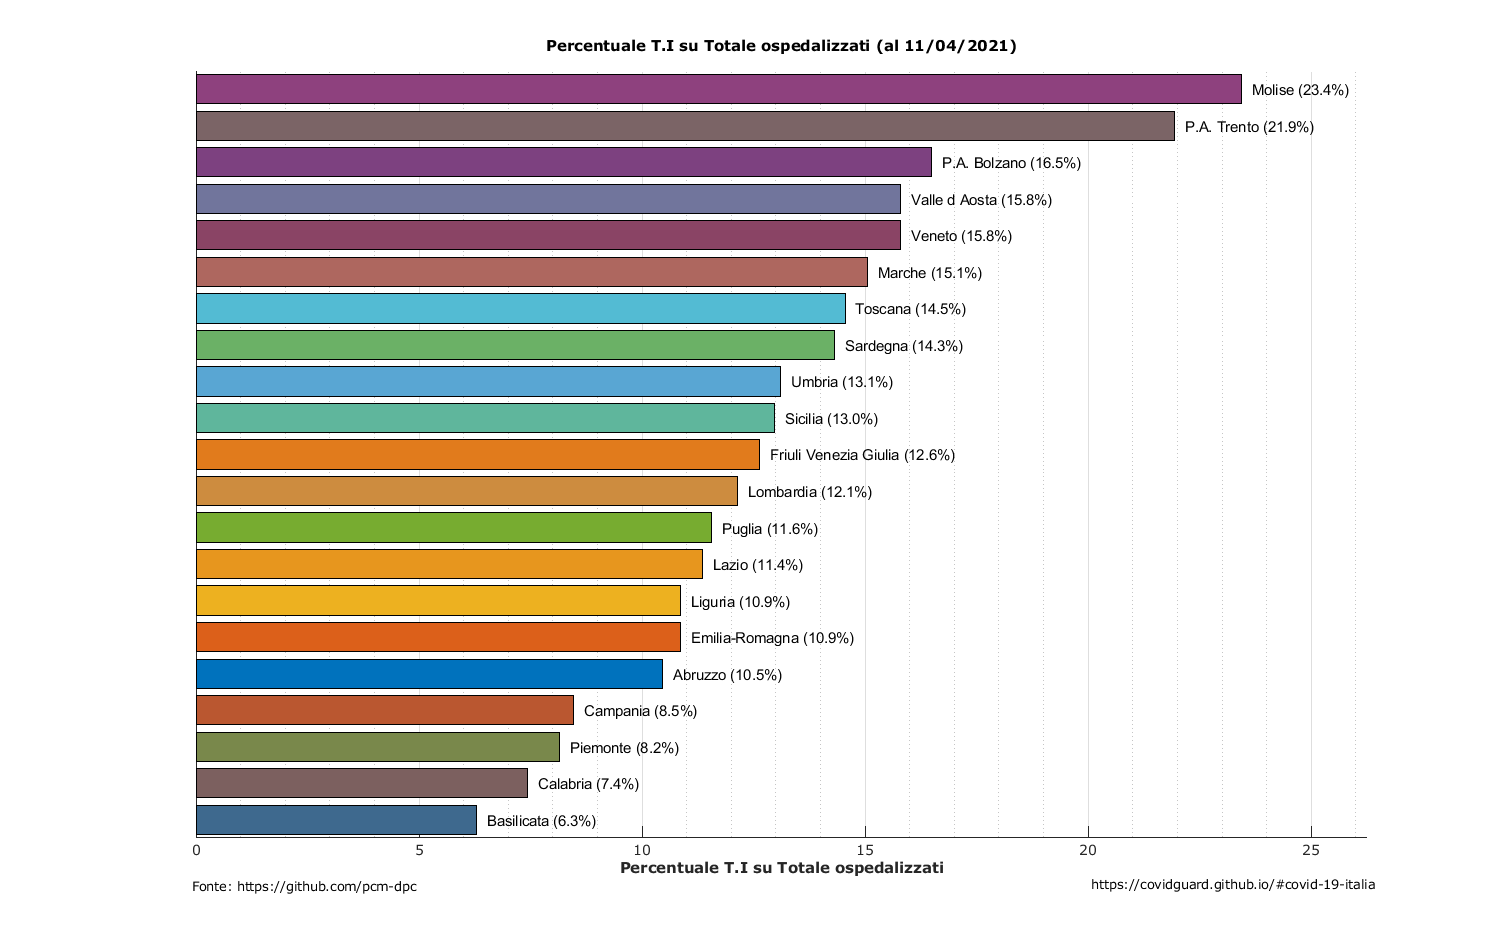 Percentuale T.I su Totale ospedalizzati (al 11/04/2021)
Molise (23.4%)
P.A. Trento (21.9%)
P.A. Bolzano (16.5%)
Valle d Aosta (15.8%)
Veneto (15.8%)
Marche (15.1%)
Toscana (14.5%)
Sardegna (14.3%)
Umbria (13.1%)
Sicilia (13.0%)
Friuli Venezia Giulia (12.6%)
Lombardia (12.1%)
Puglia (11.6%)
Lazio (11.4%)
Liguria (10.9%)
Emilia-Romagna (10.9%)
Abruzzo (10.5%)
Campania (8.5%)
Piemonte (8.2%)
Calabria (7.4%)
Basilicata (6.3%)
0 5 10 15 20 25
Percentuale T.I su Totale ospedalizzati
Fonte: https://github.com/pcm-dpc
https://covidguard.github.io/#covid-19-italia